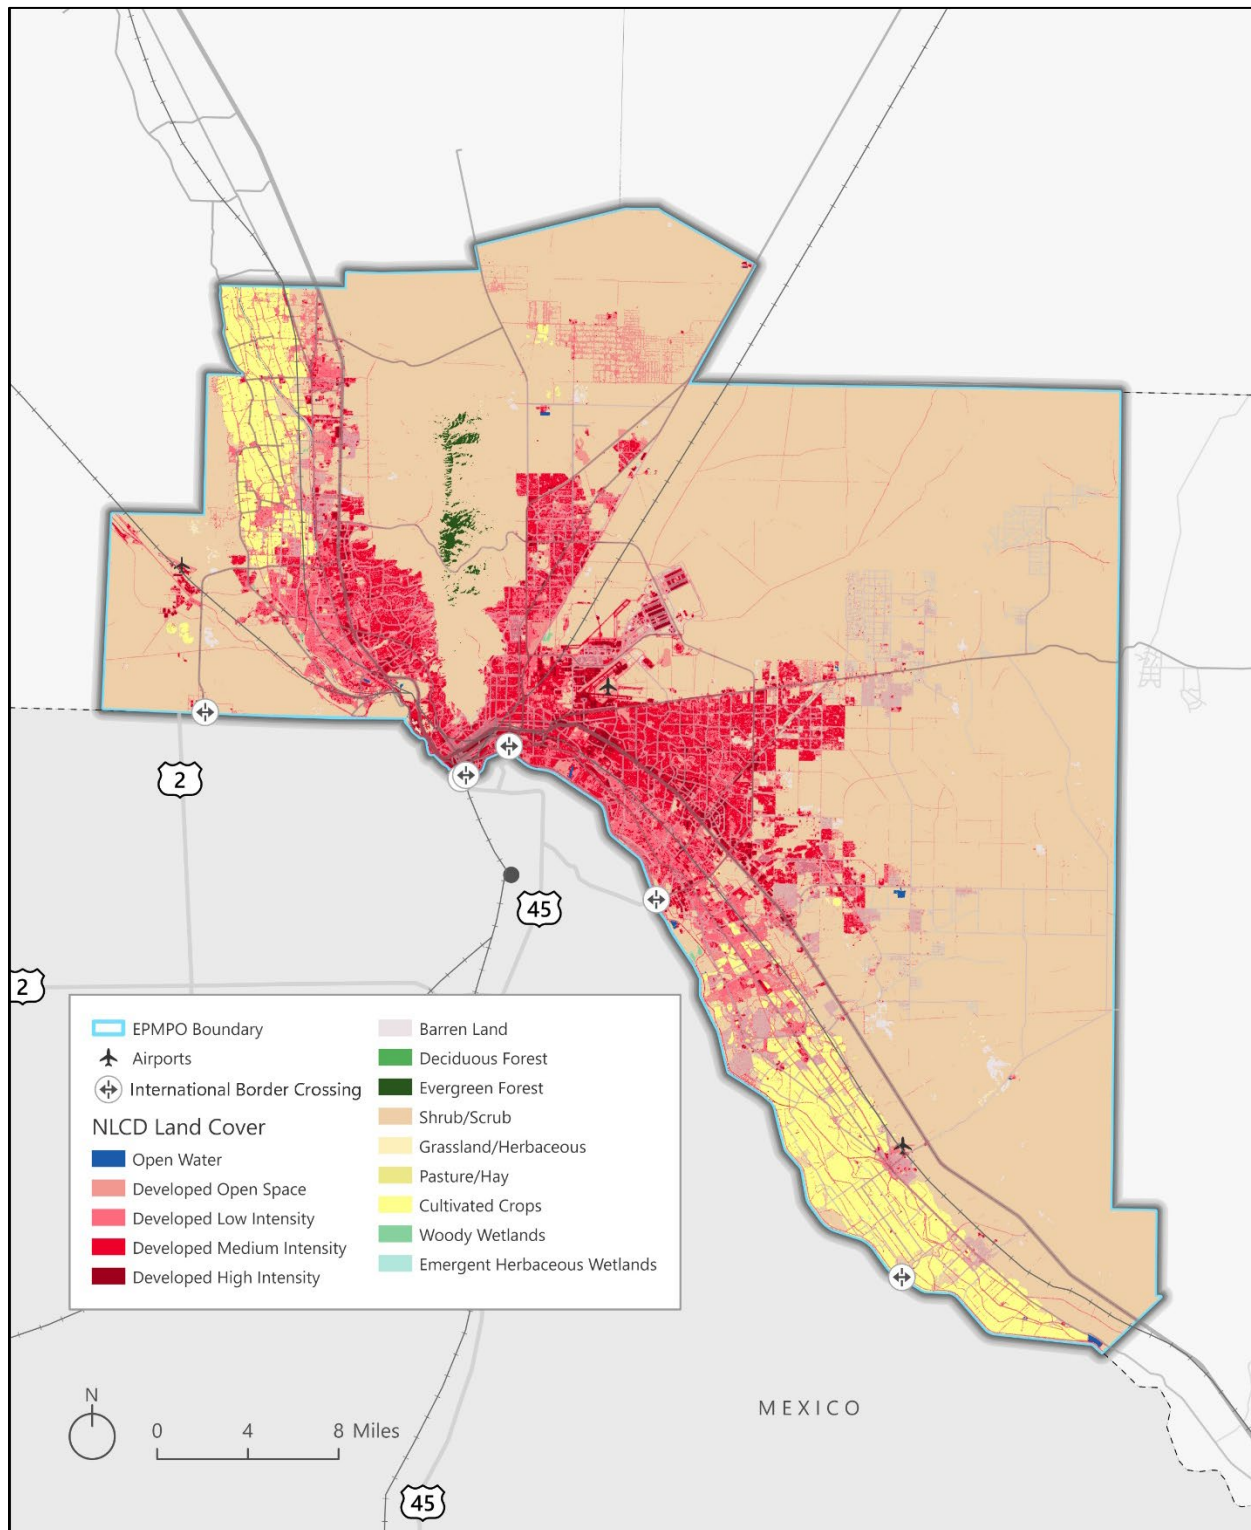 2
45
2
EPMPO Boundary
Airports
International Border Crossing
NLCD Land Cover
Open Water
Developed Open Space
Developed Low Intensity
Developed Medium Intensity
Developed High Intensity
Barren Land
Deciduous Forest
Evergreen Forest
Shrub/Scrub
Grassland/Herbaceous
Pasture/Hay
Cultivated Crops
Woody Wetlands
Emergent Herbaceous Wetlands
N
0 4 8 Miles
MEXICO
45